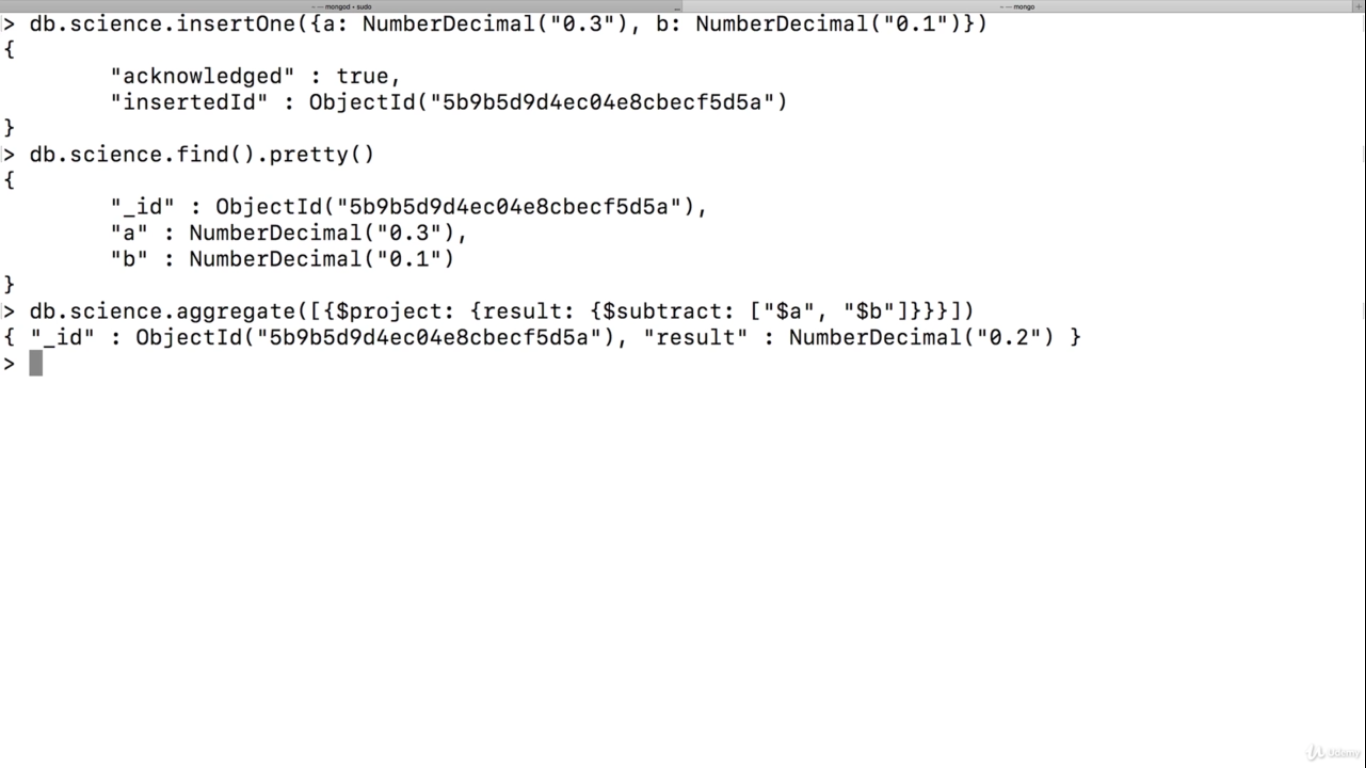 ~ — mongod ‹ sudo
~ — mongo
> db.science.insertOne({a: NumberDecimal("0.3"), b: NumberDecimal("0.1")})
{
        "acknowledged" : true,
        "insertedId" : ObjectId("5b9b5d9d4ec04e8cbecf5d5a")
}
> db.science.find().pretty()
{
        "_id" : ObjectId("5b9b5d9d4ec04e8cbecf5d5a"),
        "a" : NumberDecimal("0.3"),
        "b" : NumberDecimal("0.1")
}
> db.science.aggregate([{$project: {result: {$subtract: ["$a", "$b"]}}}])
{ "_id" : ObjectId("5b9b5d9d4ec04e8cbecf5d5a"), "result" : NumberDecimal("0.2") }
>
Udemy